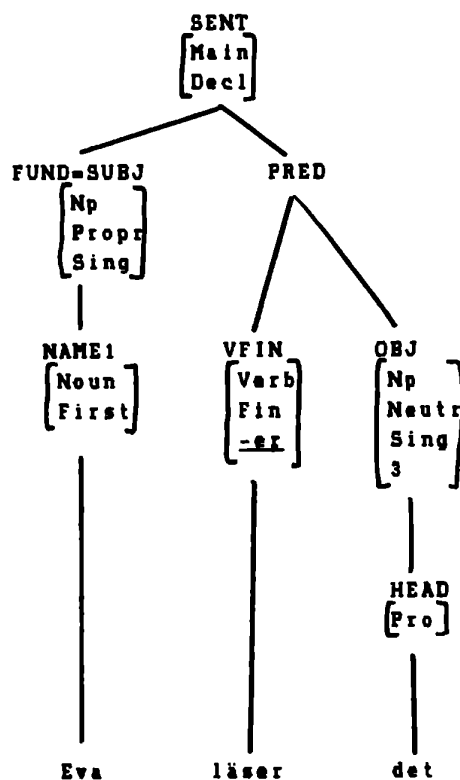 SENT
Main
Decl
FUND=SUBJ PRED
Np
Propr
Sing
NAME1 VFIN OBJ
Noun Verb Np
First Fin Neutr
-er Sing
3
HEAD
Pro
Eva läser det